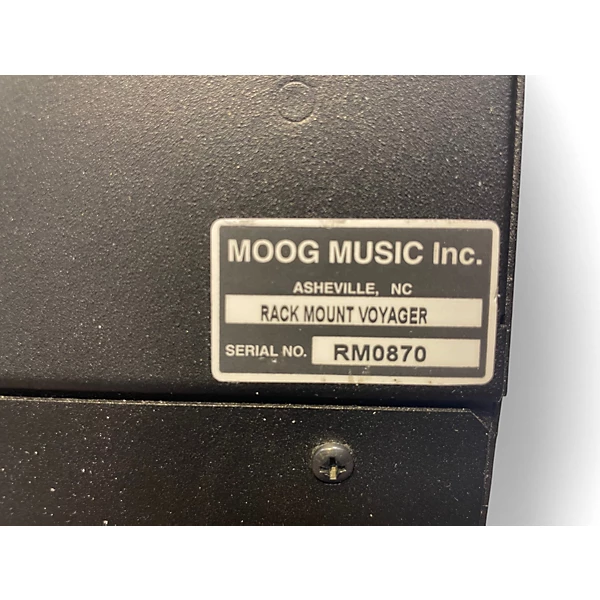 MOOG MUSIC Inc.
ASHEVILLE, NC
RACK MOUNT VOYAGER
SERIAL NO. RM0870